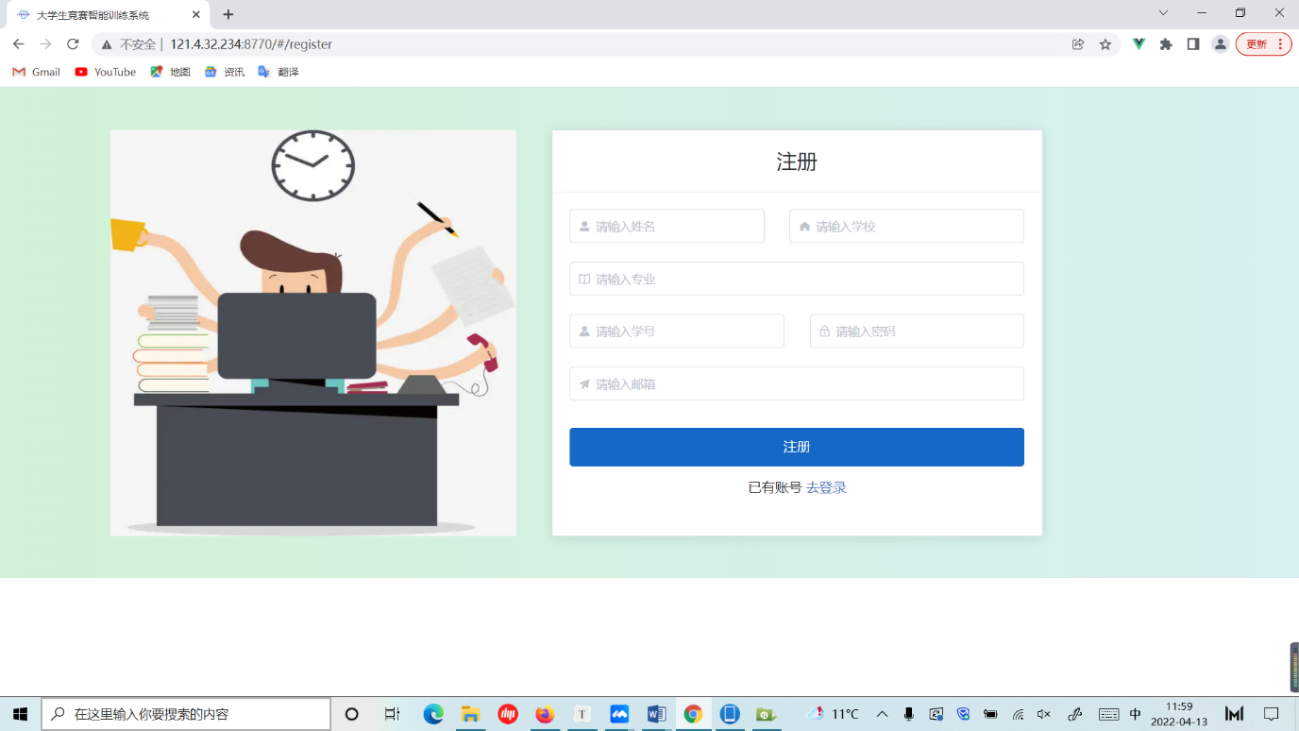 大学生竞赛智能训练系统
不安全 | 121.4.32.234:8770/#/register
更新
Gmail YouTube 地图 资讯 翻译
注册
请输入姓名 请输入学校
请输入专业
请输入学号 请输入密码
请输入邮箱
注册
已有账号 去登录
在这里输入你要搜索的内容
11°C
中
11:59
2022-04-13